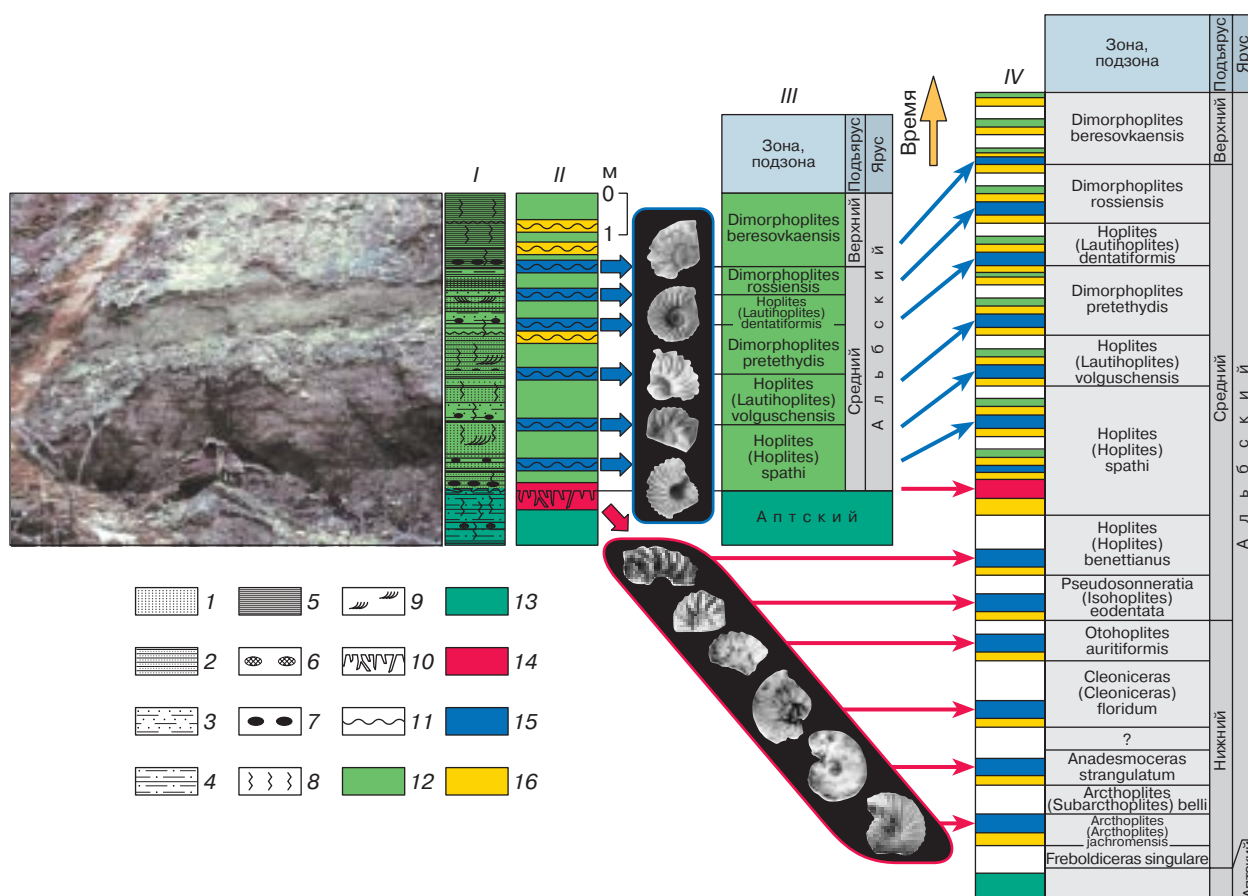 I
II
м
0
1
III
Зона,
подзона
Подъярус
Ярус
Dimorphoplites
beresovkaensis
Dimorphoplites
rossiensis
Hoplites
(Lautihoplites)
dentatiformis
Dimorphoplites
pretethydis
Hoplites
(Lautihoplites)
volguschensis
Hoplites
(Hoplites)
spathi
Верхний
Средний
Альбский
Аптский
Время
IV
Зона,
подзона
Подъярус
Ярус
Dimorphoplites
beresovkaensis
Dimorphoplites
rossiensis
Hoplites
(Lautihoplites)
dentatiformis
Dimorphoplites
pretethydis
Hoplites
(Lautihoplites)
volguschensis
Hoplites
(Hoplites)
spathi
Hoplites
(Hoplites)
benettianus
Pseudosonneratia
(Isohoplites)
eodentata
Otohoplites
auritiformis
Cleoniceras
(Cleoniceras)
floridum
?
Anadesmoceras
strangulatum
Arcthoplites
(Subarcthoplites) belli
Arcthoplites
(Arcthoplites)
jachromensis
Freboldiceras singulare
Верхний
Средний
Нижний
Альбский
1
5
9
13
2
6
10
14
3
7
11
15
4
8
12
16